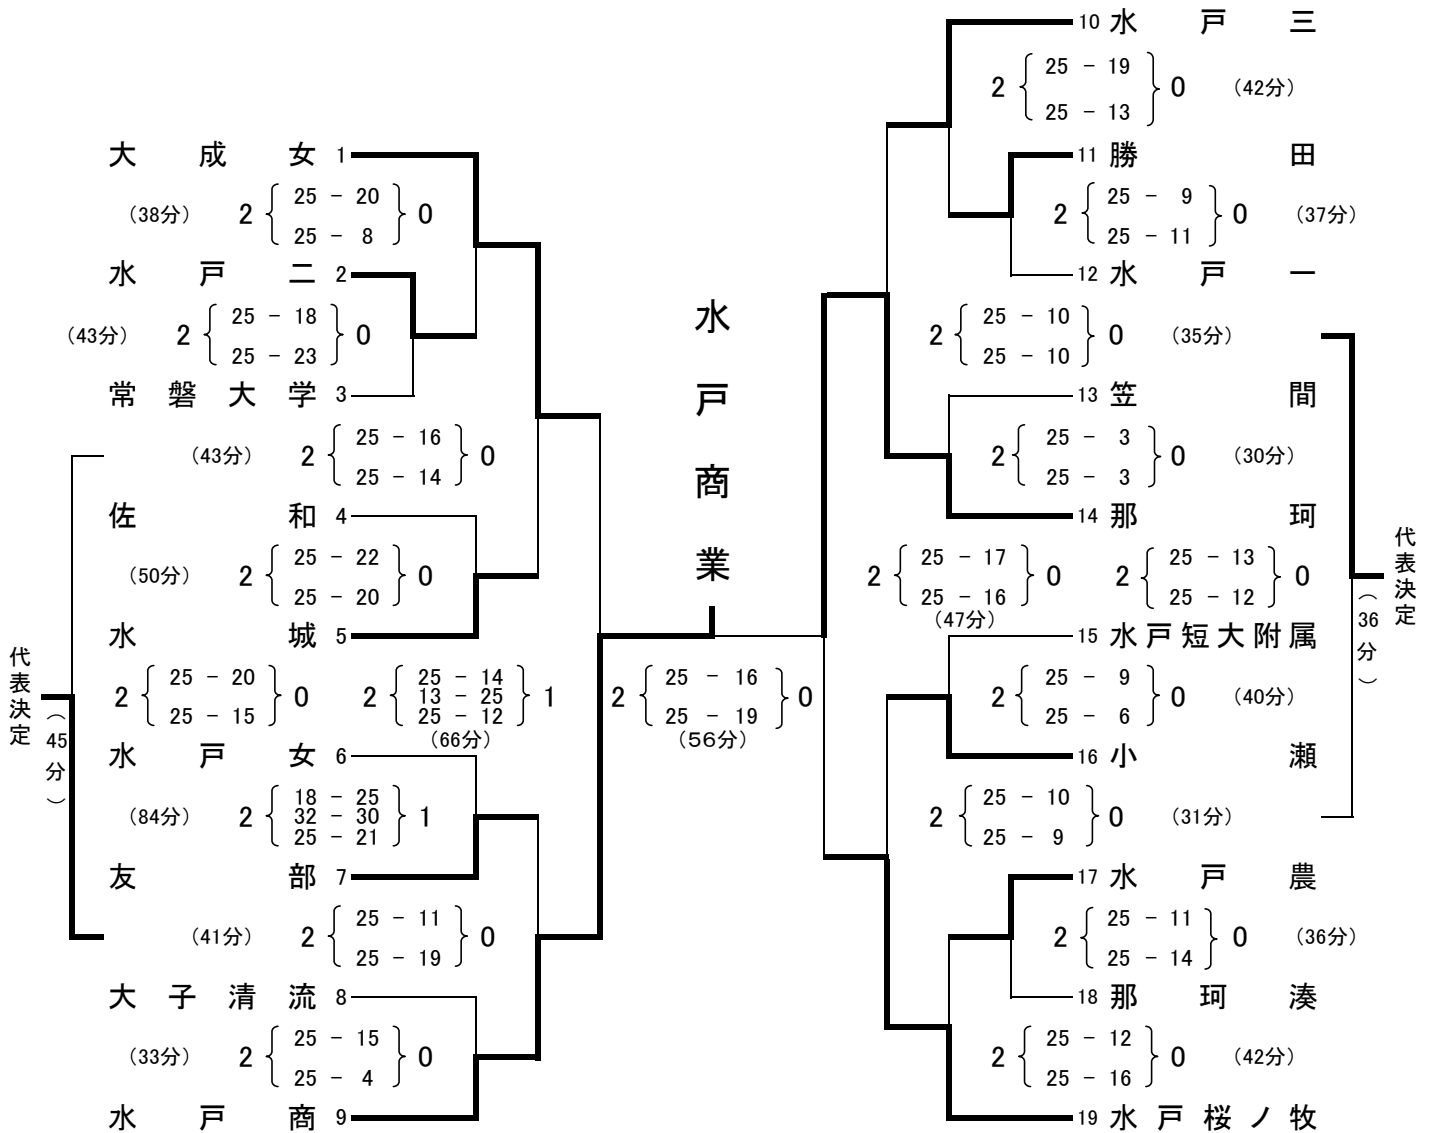 大成女 1
(38分) 2 25 - 20 0
25 - 8
水戸二 2
(43分) 2 25 - 18 0
25 - 23
常磐大学 3
(43分) 2 25 - 16 0
25 - 14
佐和 4
(50分) 2 25 - 22 0
25 - 20
水城 5
代表決定
(45分)
2 25 - 20 0
25 - 15
2 25 - 14 1
13 - 25
25 - 12
(66分)
水戸女 6
(84分) 2 18 - 25 1
32 - 30
25 - 21
友部 7
(41分) 2 25 - 11 0
25 - 19
大子清流 8
(33分) 2 25 - 15 0
25 - 4
水戸商 9
水戸商業
2 25 - 16 0
25 - 19
(56分)
10 水戸三
2 25 - 19 0 (42分)
25 - 13
11 勝田
2 25 - 9 0 (37分)
25 - 11
12 水戸一
2 25 - 10 0 (35分)
25 - 10
13 笠間
2 25 - 3 0 (30分)
25 - 3
14 那珂
2 25 - 17 0
25 - 16
(47分)
2 25 - 13 0
25 - 12
代表決定
(36分)
15 水戸短大附属
2 25 - 9 0 (40分)
25 - 6
16 小瀬
2 25 - 10 0 (31分)
25 - 9
17 水戸農
2 25 - 11 0 (36分)
25 - 14
18 那珂湊
2 25 - 12 0 (42分)
25 - 16
19 水戸桜ノ牧